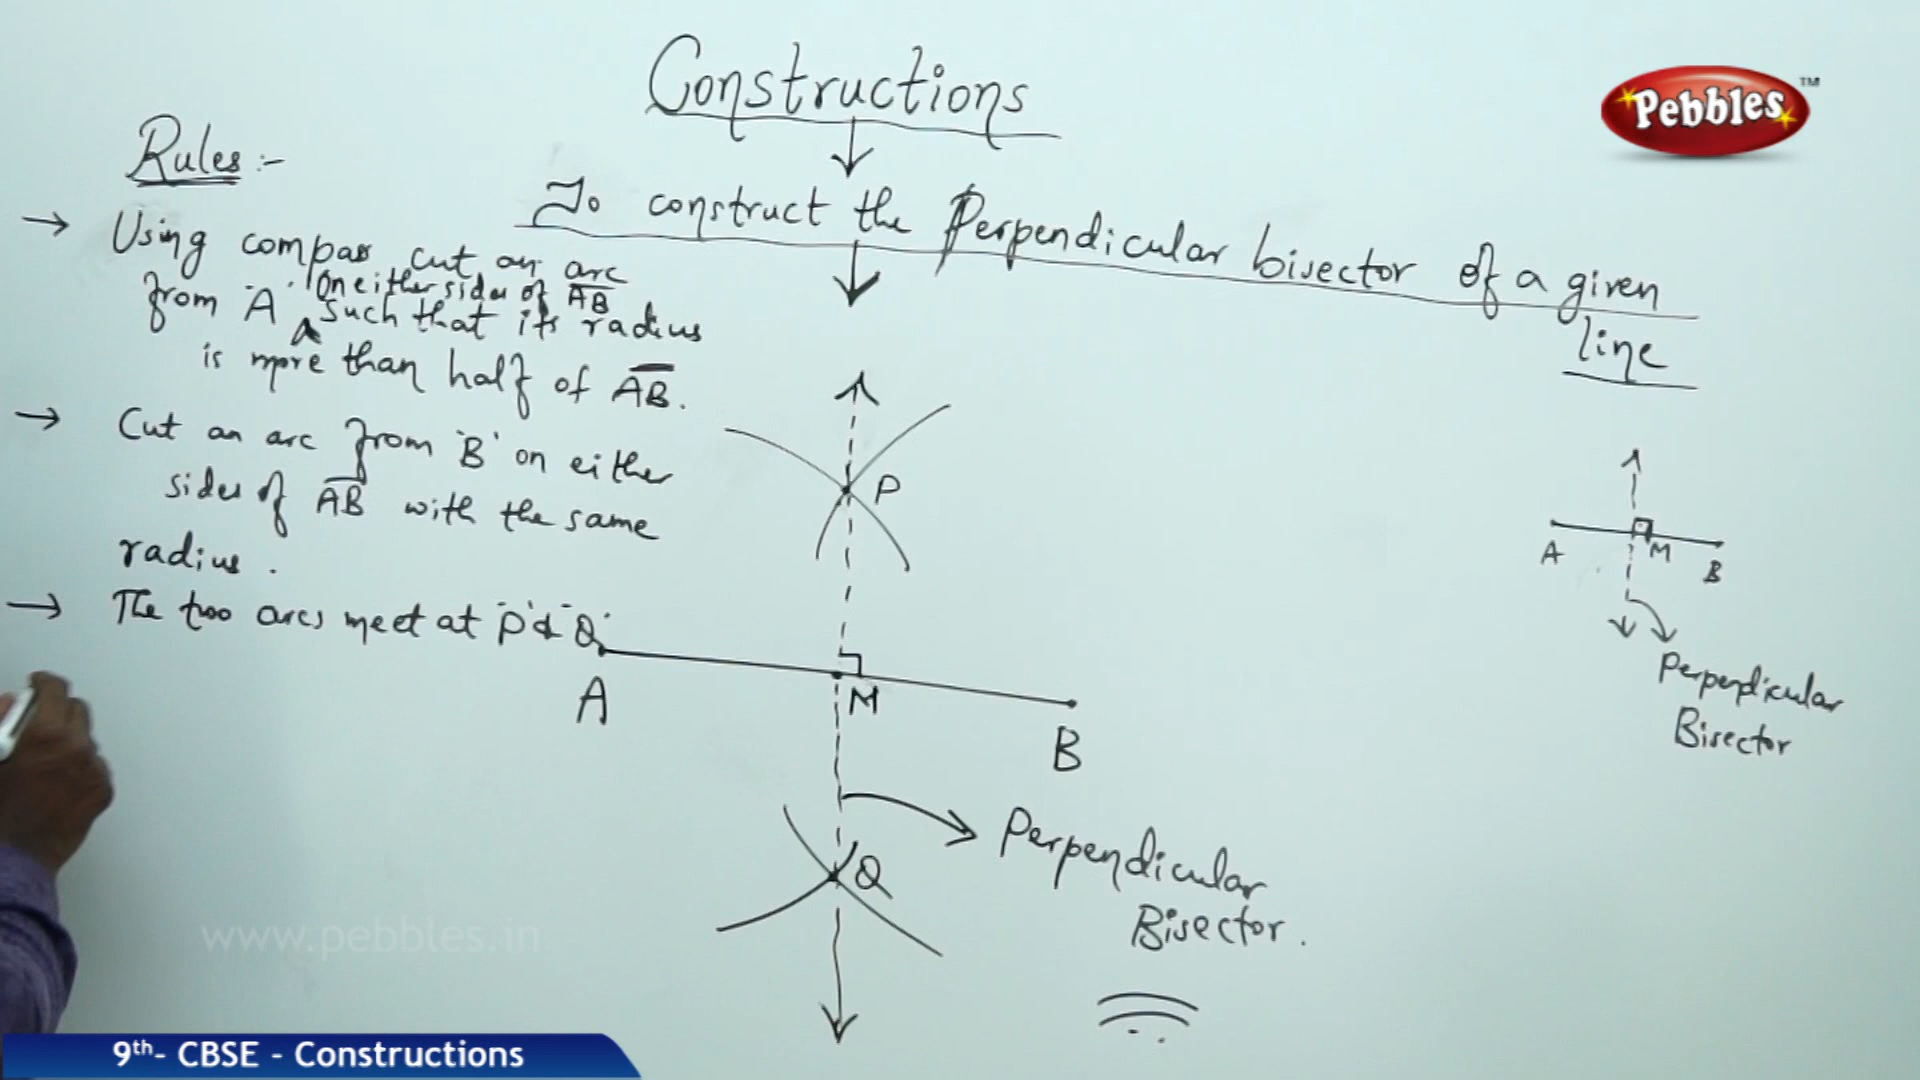 Constructions
Pebbles™
Rules :-
To construct the Perpendicular bisector of a given
line
→ Using compass cut an arc
on either sides of AB
from 'A' such that its radius
is more than half of AB.
→ Cut an arc from 'B' on either
sides of AB with the same
radius.
→ The two arcs meet at 'P' & 'Q'
P
A
M
B
Q
Perpendicular
Bisector.
A
M
B
Perpendicular
Bisector
www.pebbles.in
9th- CBSE - Constructions